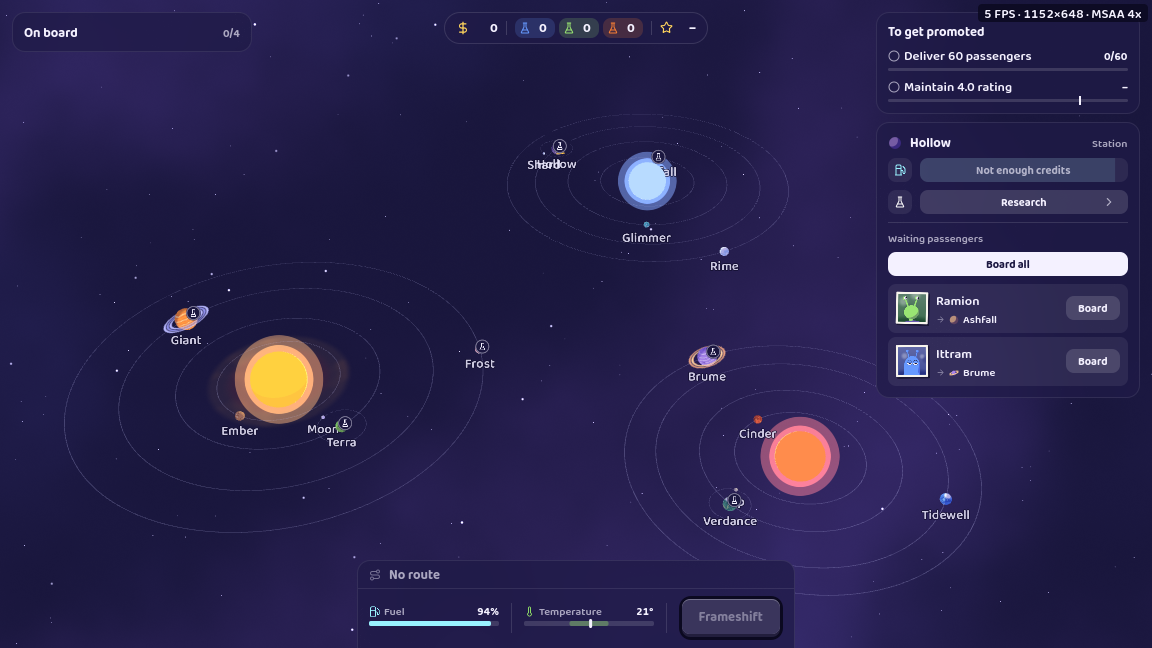 On board
0/4
$ 0
0
0
0
–
5 FPS · 1152×648 · MSAA 4x
To get promoted
Deliver 60 passengers
0/60
Maintain 4.0 rating
–
Hollow
Station
Not enough credits
Research
Waiting passengers
Board all
Ramion
→ Ashfall
Board
Ittram
→ Brume
Board
Hollow
Glimmer
Rime
Giant
Frost
Ember
Moon
Terra
Brume
Cinder
Verdance
Tidewell
No route
Fuel
94%
Temperature
21°
Frameshift